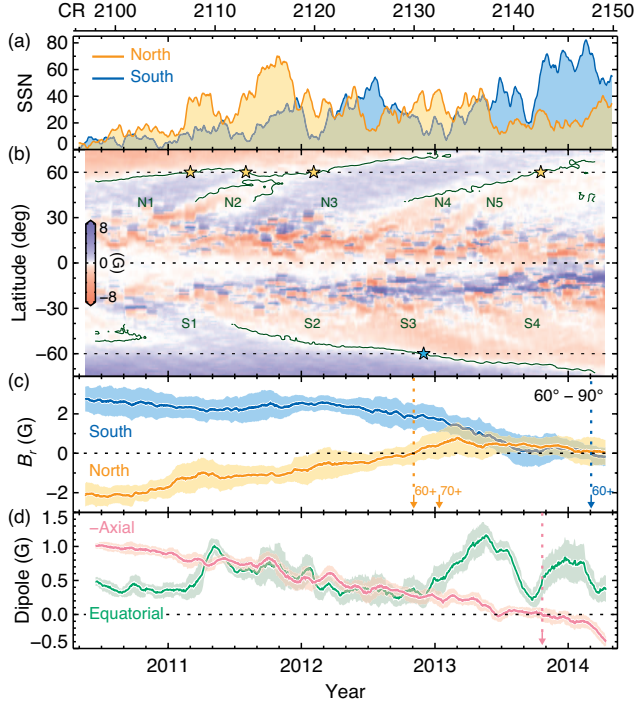 CR 2100 2110 2120 2130 2140 2150
(a)
80
60
40
20
0
SSN
North
South
(b)
60
30
0
−30
−60
Latitude (deg)
N1 N2 N3 N4 N5
8
0
−8
(G)
S1 S2 S3 S4
(c)
2
0
−2
Br (G)
60° − 90°
South
North
60+ 70+ 60+
(d)
1.5
1.0
0.5
0.0
−0.5
Dipole (G)
−Axial
Equatorial
2011 2012 2013 2014
Year